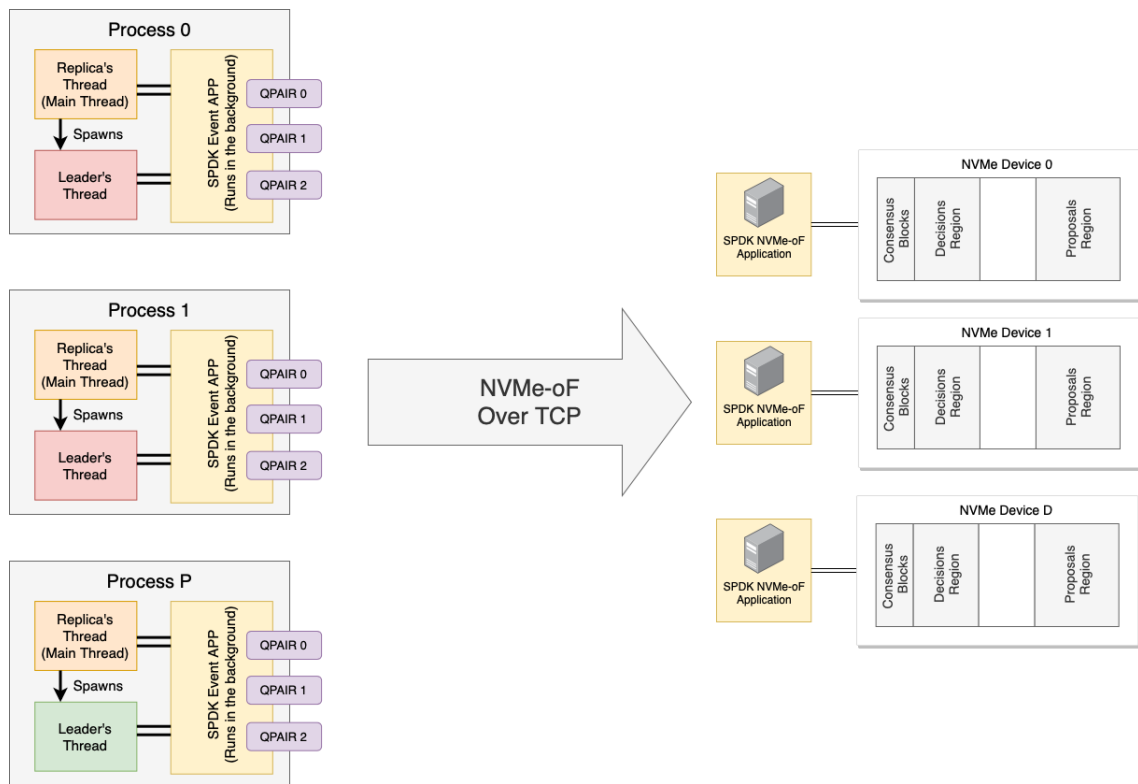 Process 0
Replica's
Thread
(Main Thread)
Spawns
Leader's
Thread
SPDK Event APP
(Runs in the background)
QPAIR 0
QPAIR 1
QPAIR 2
Process 1
Replica's
Thread
(Main Thread)
Spawns
Leader's
Thread
SPDK Event APP
(Runs in the background)
QPAIR 0
QPAIR 1
QPAIR 2
Process P
Replica's
Thread
(Main Thread)
Spawns
Leader's
Thread
SPDK Event APP
(Runs in the background)
QPAIR 0
QPAIR 1
QPAIR 2
NVMe-oF
Over TCP
SPDK NVMe-oF
Application
NVMe Device 0
Consensus
Blocks
Decisions
Region
Proposals
Region
SPDK NVMe-oF
Application
NVMe Device 1
Consensus
Blocks
Decisions
Region
Proposals
Region
SPDK NVMe-oF
Application
NVMe Device D
Consensus
Blocks
Decisions
Region
Proposals
Region